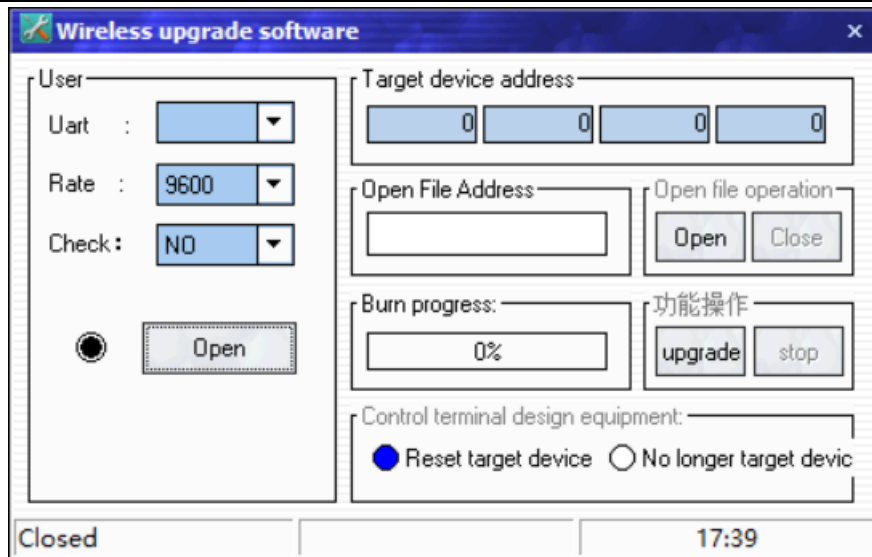 Wireless upgrade software
User
Uart :
Rate : 9600
Check: NO
Open
Target device address
0 0 0 0
Open File Address
Open file operation
Open Close
Burn progress:
0%
功能操作
upgrade stop
Control terminal design equipment:
Reset target device No longer target devic
Closed 17:39